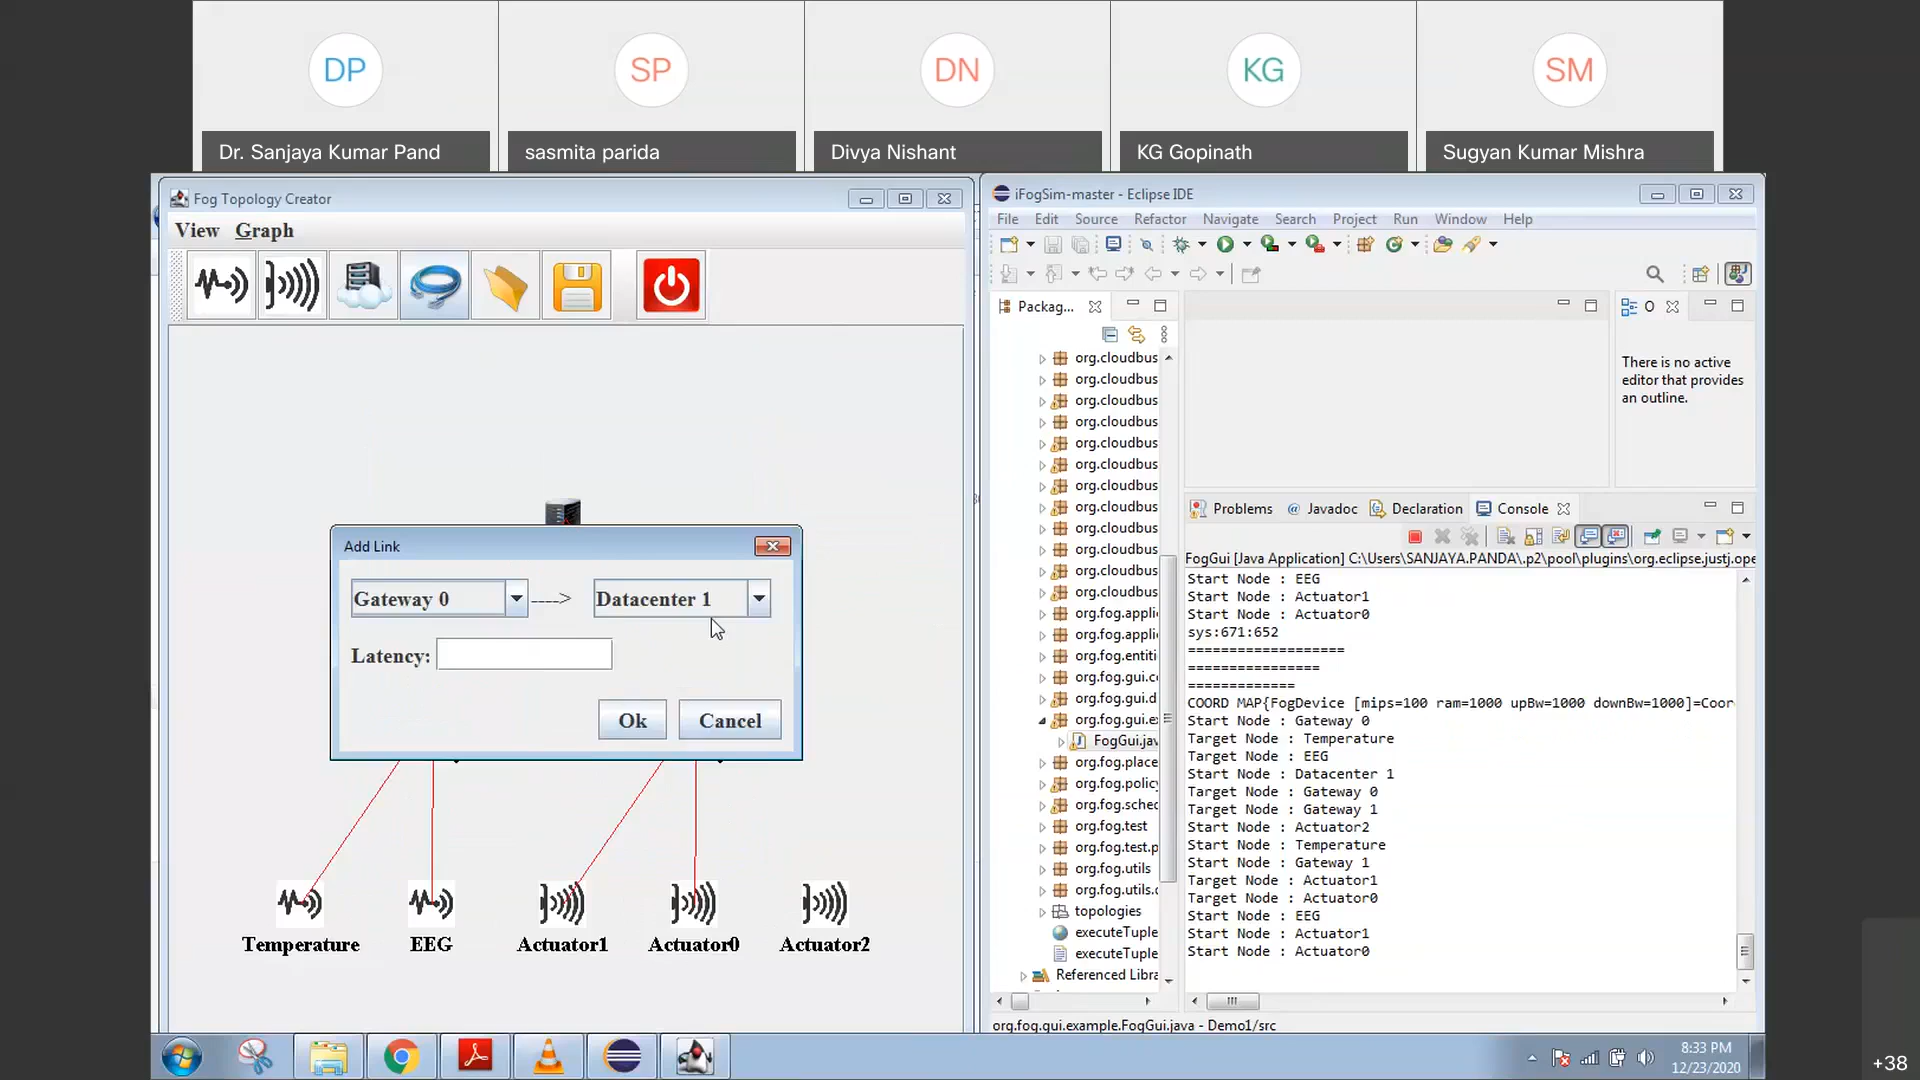 DP
SP
DN
KG
SM
Dr. Sanjaya Kumar Pand
sasmita parida
Divya Nishant
KG Gopinath
Sugyan Kumar Mishra
Fog Topology Creator
View Graph
Add Link
Gateway 0
---->
Datacenter 1
Latency:
Ok
Cancel
Temperature
EEG
Actuator1
Actuator0
Actuator2
iFogSim-master - Eclipse IDE
File Edit Source Refactor Navigate Search Project Run Window Help
Packag...
org.cloudbus
org.cloudbus
org.cloudbus
org.cloudbus
org.cloudbus
org.cloudbus
org.cloudbus
org.cloudbus
org.cloudbus
org.cloudbus
org.cloudbus
org.cloudbus
org.fog.appli
org.fog.appli
org.fog.entiti
org.fog.gui.c
org.fog.gui.d
org.fog.gui.e
FogGui.jav
org.fog.place
org.fog.policy
org.fog.sched
org.fog.test
org.fog.test.p
org.fog.utils
org.fog.utils.
topologies
executeTuple
executeTuple
Referenced Libra
O
There is no active
editor that provides
an outline.
Problems
@ Javadoc
Declaration
Console
FogGui [Java Application] C:\Users\SANJAYA.PANDA\.p2\pool\plugins\org.eclipse.justj.ope
Start Node : EEG
Start Node : Actuator1
Start Node : Actuator0
sys:671:652
===================
================
=============
COORD MAP{FogDevice [mips=100 ram=1000 upBw=1000 downBw=1000]=Coor
Start Node : Gateway 0
Target Node : Temperature
Target Node : EEG
Start Node : Datacenter 1
Target Node : Gateway 0
Target Node : Gateway 1
Start Node : Actuator2
Start Node : Temperature
Start Node : Gateway 1
Target Node : Actuator1
Target Node : Actuator0
Start Node : EEG
Start Node : Actuator1
Start Node : Actuator0
org.fog.gui.example.FogGui.java - Demo1/src
8:33 PM
12/23/2020
+38